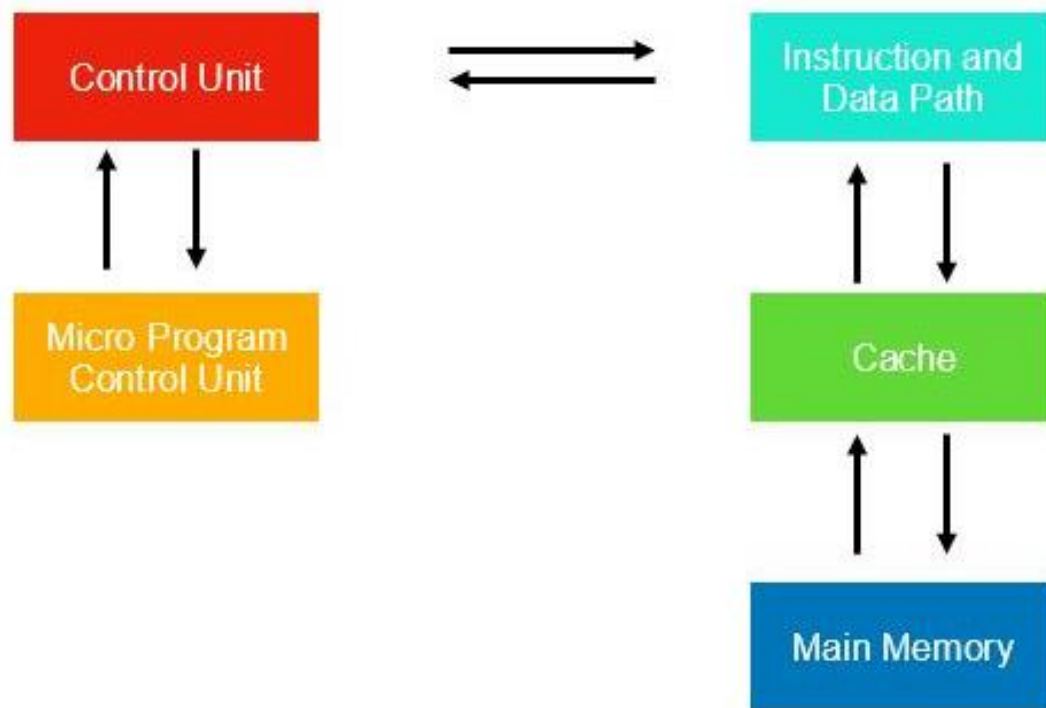 Control Unit
Instruction and
Data Path
Micro Program
Control Unit
Cache
Main Memory